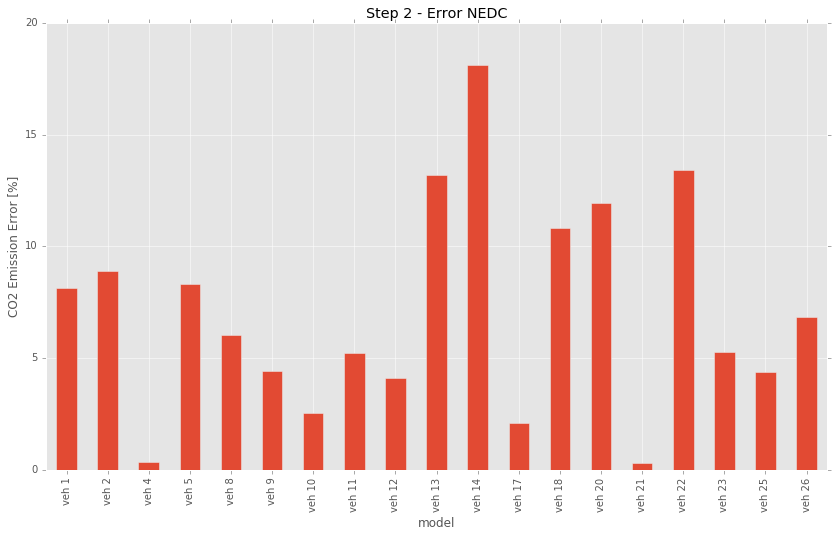 Step 2 - Error NEDC
20
15
10
5
0
CO2 Emission Error [%]
veh 1
veh 2
veh 4
veh 5
veh 8
veh 9
veh 10
veh 11
veh 12
veh 13
veh 14
veh 17
veh 18
veh 20
veh 21
veh 22
veh 23
veh 25
veh 26
model